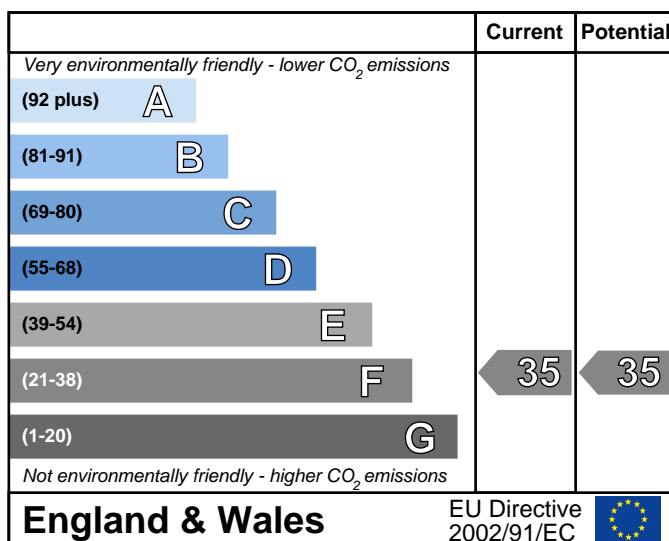 Current Potential
Very environmentally friendly - lower CO2 emissions
(92 plus) A
(81-91) B
(69-80) C
(55-68) D
(39-54) E
(21-38) F 35 35
(1-20) G
Not environmentally friendly - higher CO2 emissions
England & Wales
EU Directive
2002/91/EC